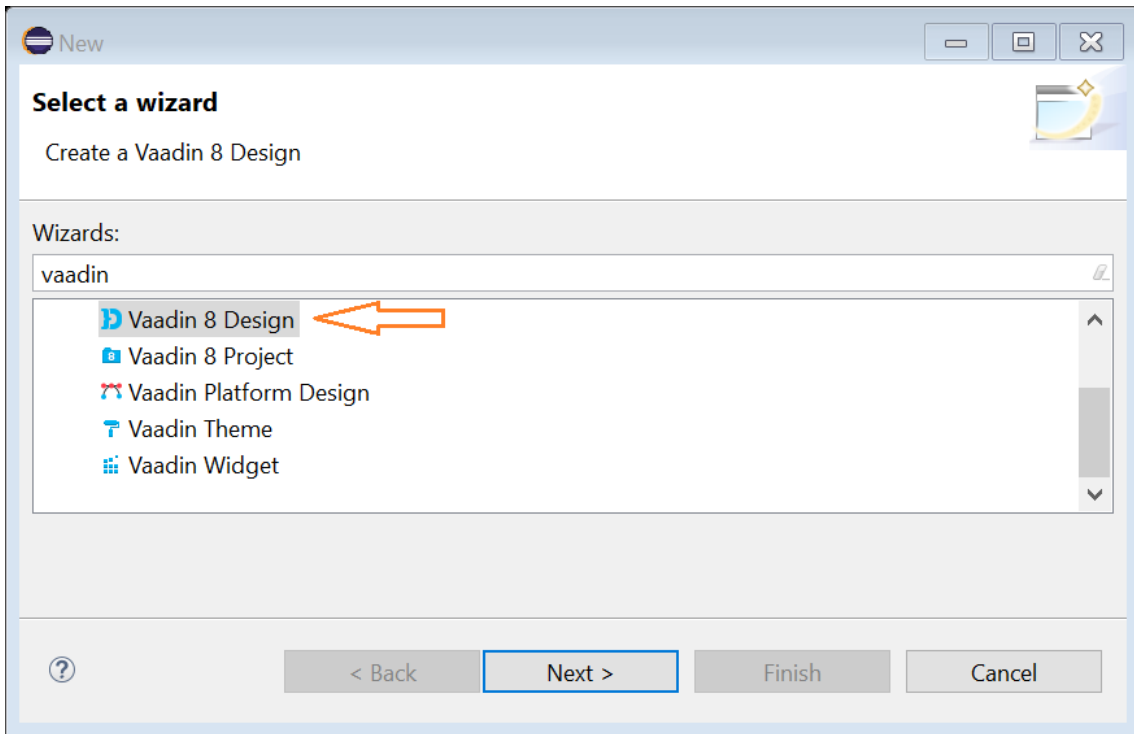 New
Select a wizard
Create a Vaadin 8 Design
Wizards:
vaadin
Vaadin 8 Design
8 Vaadin 8 Project
Vaadin Platform Design
Vaadin Theme
Vaadin Widget
? < Back Next > Finish Cancel